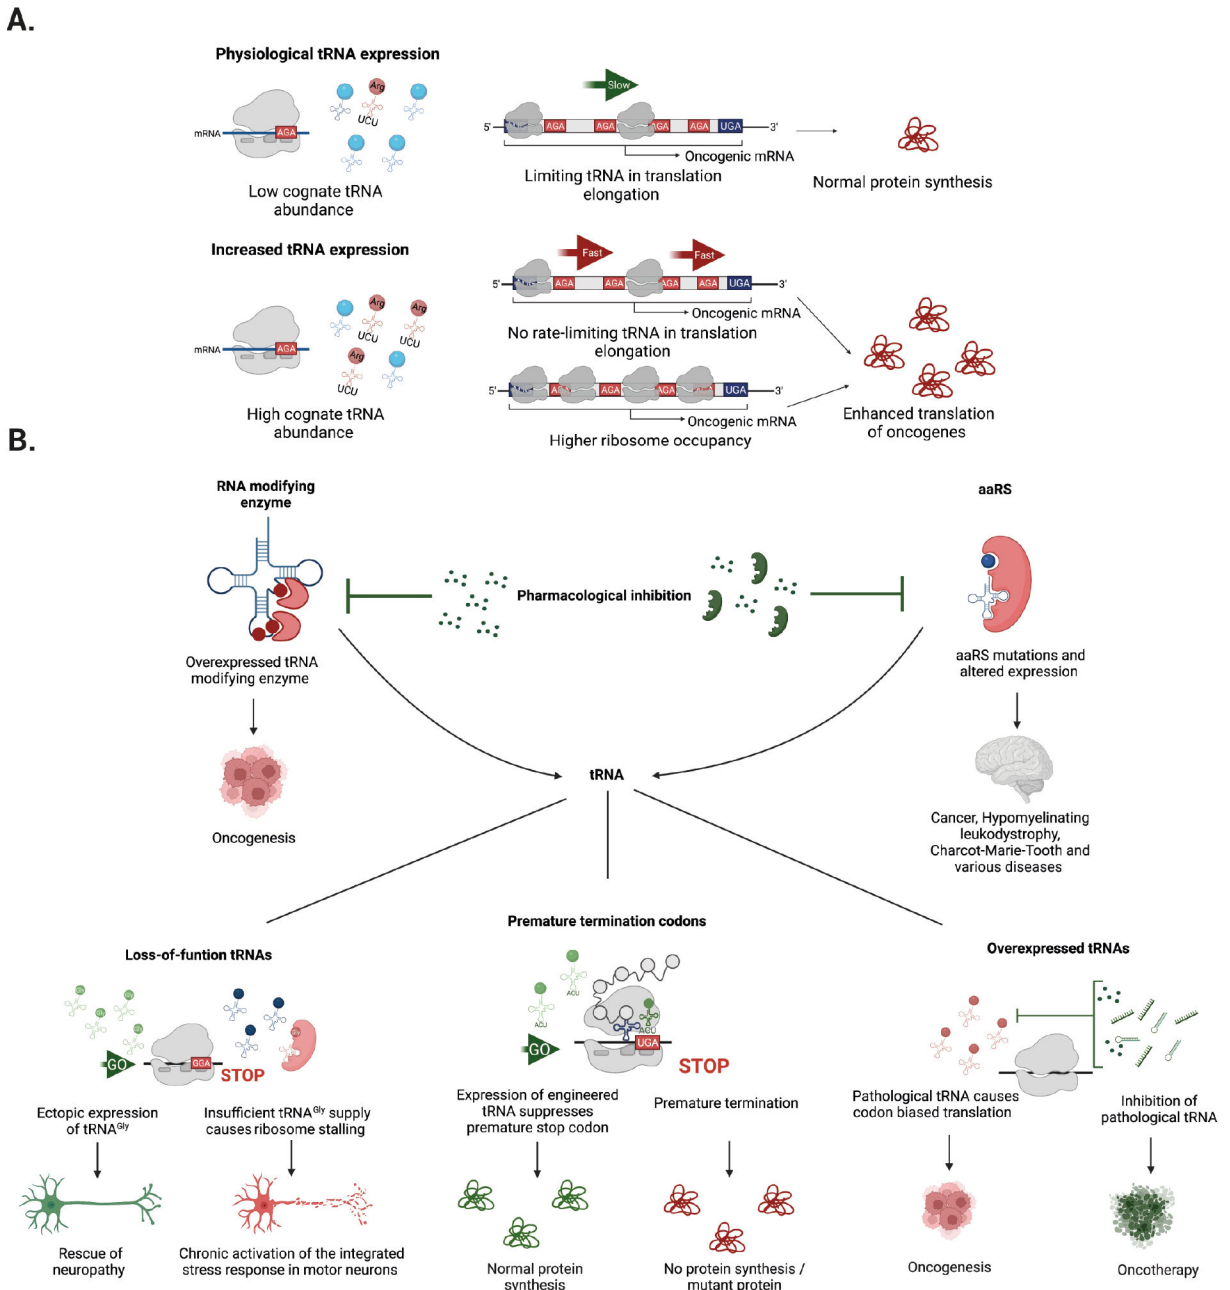 A.
Physiological tRNA expression
Arg
UCU
mRNA
AGA
Low cognate tRNA
abundance
Slow
5'
AGA
AGA
AGA
AGA
UGA
3'
Oncogenic mRNA
Limiting tRNA in translation
elongation
Normal protein synthesis
Increased tRNA expression
Arg
Arg
UCU
UCU
Arg
UCU
mRNA
AGA
High cognate tRNA
abundance
Fast
Fast
5'
AGA
AGA
AGA
AGA
UGA
3'
Oncogenic mRNA
No rate-limiting tRNA in translation
elongation
5'
AGA
AGA
UGA
3'
Oncogenic mRNA
Higher ribosome occupancy
Enhanced translation
of oncogenes
B.
RNA modifying
enzyme
aaRS
Pharmacological inhibition
Overexpressed tRNA
modifying enzyme
aaRS mutations and
altered expression
Oncogenesis
tRNA
Cancer, Hypomyelinating
leukodystrophy,
Charcot-Marie-Tooth and
various diseases
Loss-of-funtion tRNAs
Premature termination codons
Overexpressed tRNAs
GO
GGA
STOP
ACU
ACU
ACU
GO
UGA
STOP
Ectopic expression
of tRNAGly
Insufficient tRNAGly supply
causes ribosome stalling
Expression of engineered
tRNA suppresses
premature stop codon
Premature termination
Pathological tRNA causes
codon biased translation
Inhibition of
pathological tRNA
Rescue of
neuropathy
Chronic activation of the integrated
stress response in motor neurons
Normal protein
synthesis
No protein synthesis /
mutant protein
Oncogenesis
Oncotherapy